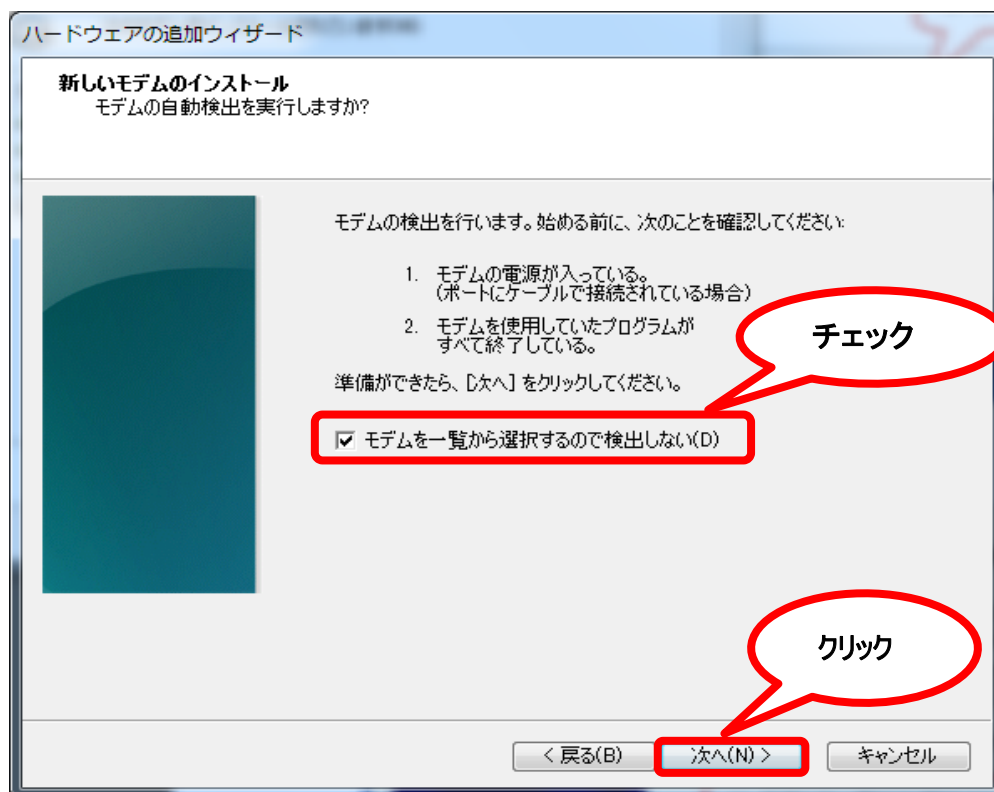 ハードウェアの追加ウィザード
新しいモデムのインストール
モデムの自動検出を実行しますか?
モデムの検出を行います。始める前に、次のことを確認してください:
1. モデムの電源が入っている。
(ポートにケーブルで接続されている場合)
2. モデムを使用していたプログラムが
すべて終了している。
チェック
準備ができたら、[次へ] をクリックしてください。
モデムを一覧から選択するので検出しない(D)
クリック
< 戻る(B)
次へ(N) >
キャンセル